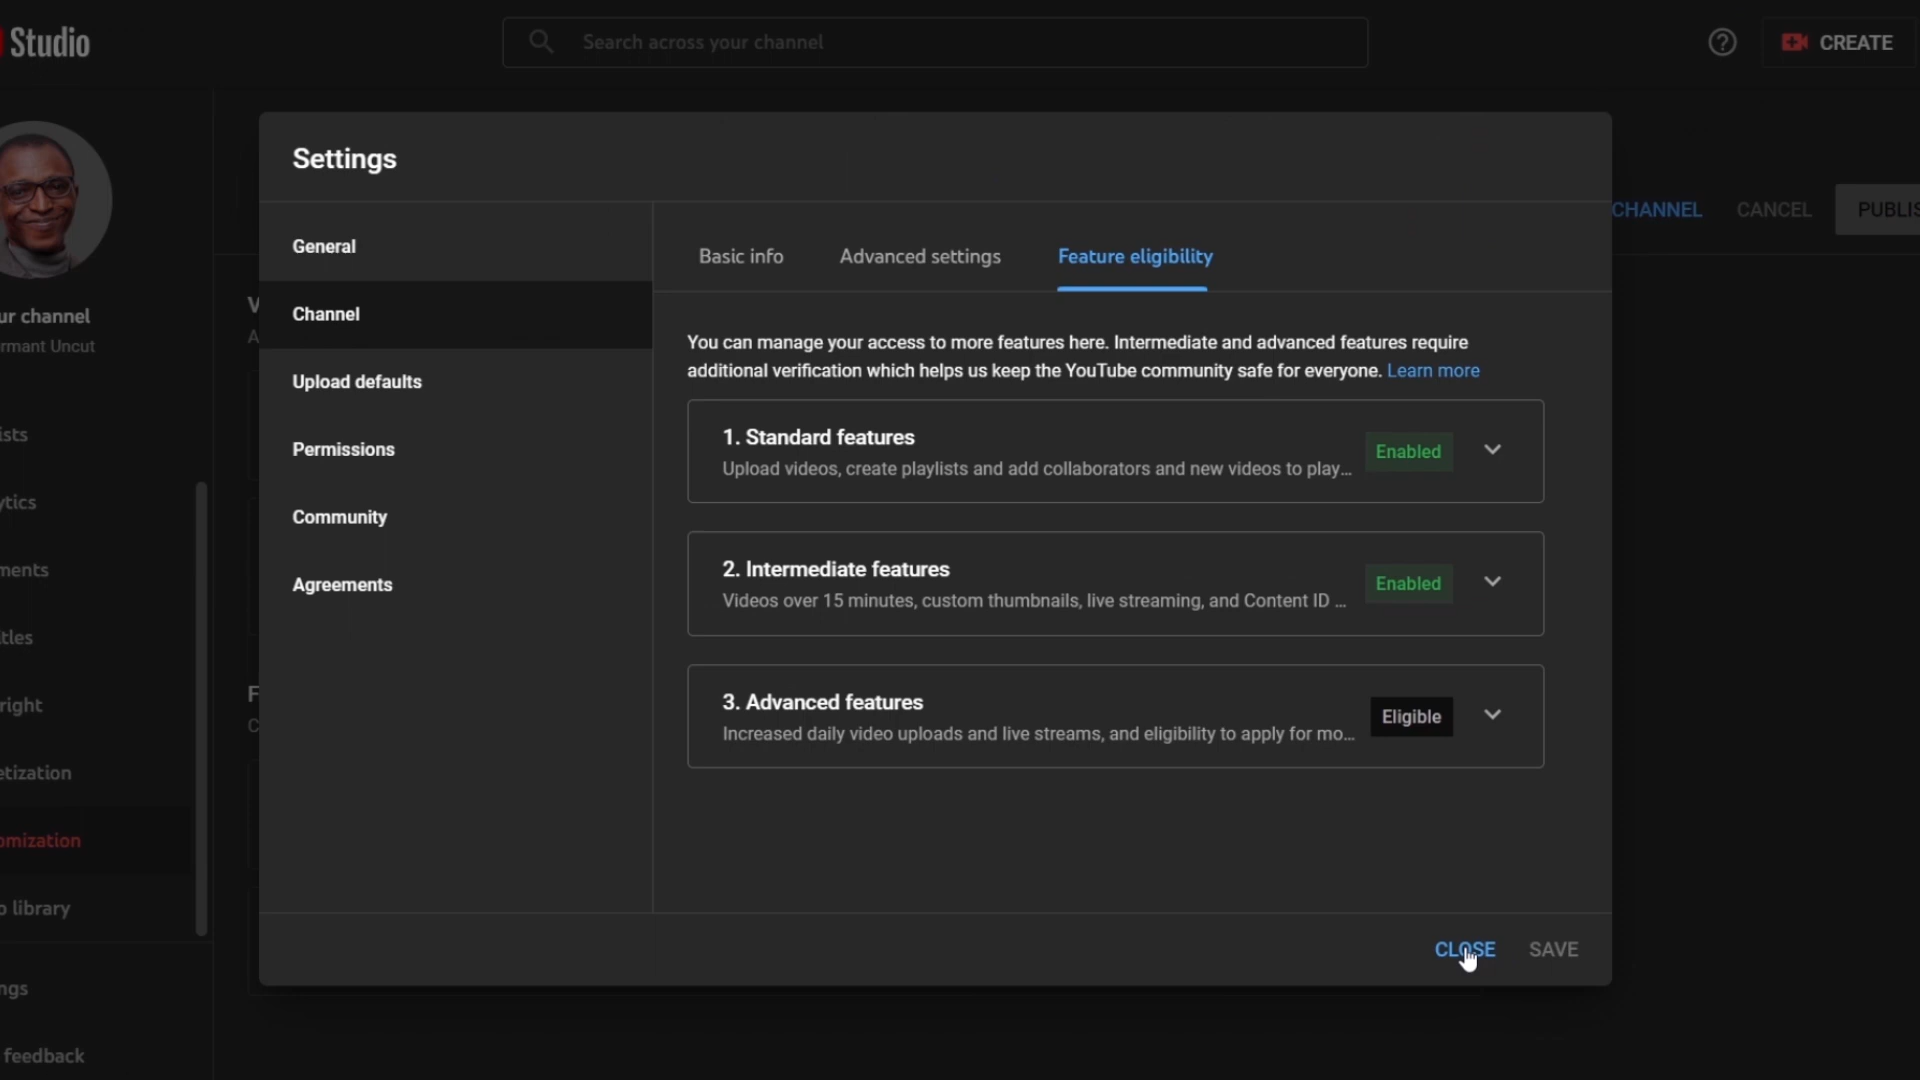 Studio
Search across your channel
CREATE
Settings
CHANNEL
CANCEL
PUBLIS
General
Channel
Upload defaults
Permissions
Community
Agreements
Basic info
Advanced settings
Feature eligibility
You can manage your access to more features here. Intermediate and advanced features require
additional verification which helps us keep the YouTube community safe for everyone. Learn more
1. Standard features
Upload videos, create playlists and add collaborators and new videos to play...
Enabled
2. Intermediate features
Videos over 15 minutes, custom thumbnails, live streaming, and Content ID ...
Enabled
3. Advanced features
Increased daily video uploads and live streams, and eligibility to apply for mo...
Eligible
CLOSE
SAVE
ur channel
rmant Uncut
ists
ytics
ments
tles
right
etization
omization
o library
ngs
feedback
V
A
F
C